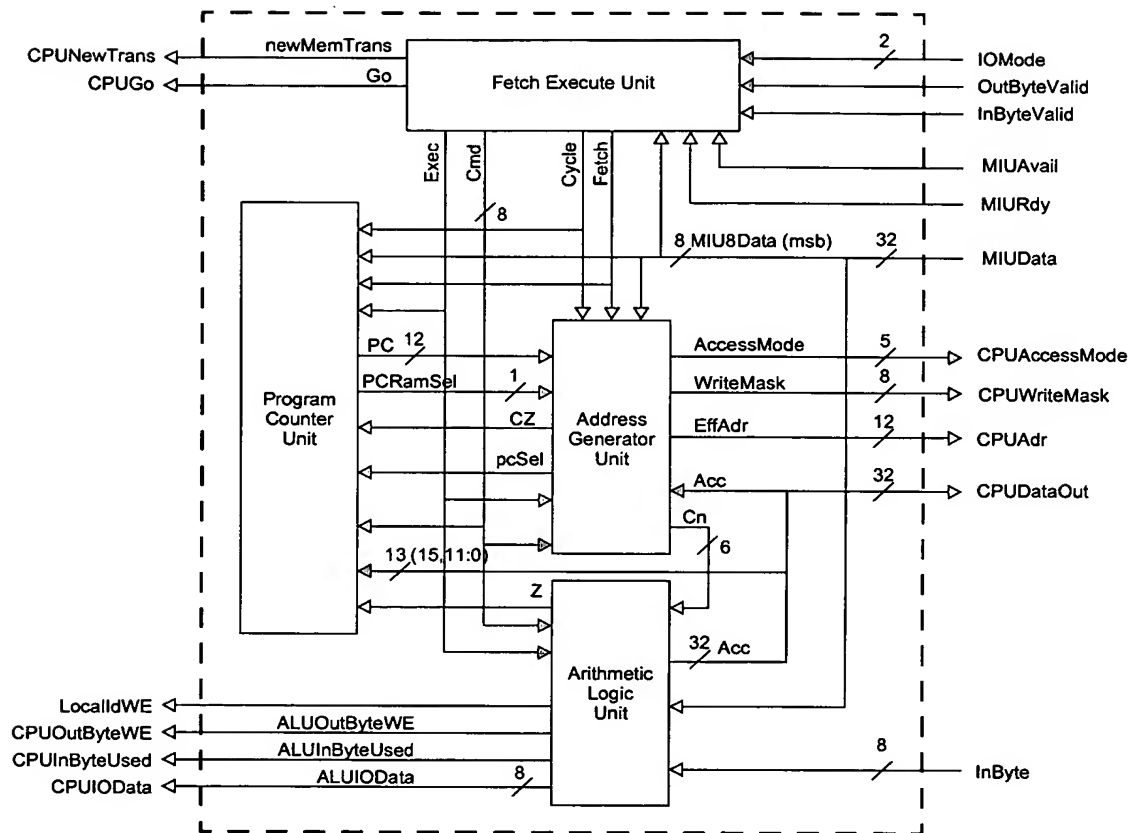 newMemTrans
CPUNewTrans
Go
CPUGo
Fetch Execute Unit
2
IOMode
OutByteValid
InByteValid
Exec
Cmd
Cycle
Fetch
MIUAvail
MIURdy
8
8 MIU8Data (msb)
32
MIUData
PC
12
AccessMode
5
CPUAccessMode
PCRamSel
1
WriteMask
8
CPUWriteMask
Program
Counter
Unit
CZ
Address
Generator
Unit
EffAdr
12
CPUAdr
pcSel
Acc
32
CPUDataOut
Cn
6
13 (15,11:0)
Z
32 Acc
Arithmetic
Logic
Unit
LocalIdWE
ALUOutByteWE
CPUOutByteWE
ALUInByteUsed
CPUInByteUsed
ALUIOData
8
CPUIOData
8
InByte